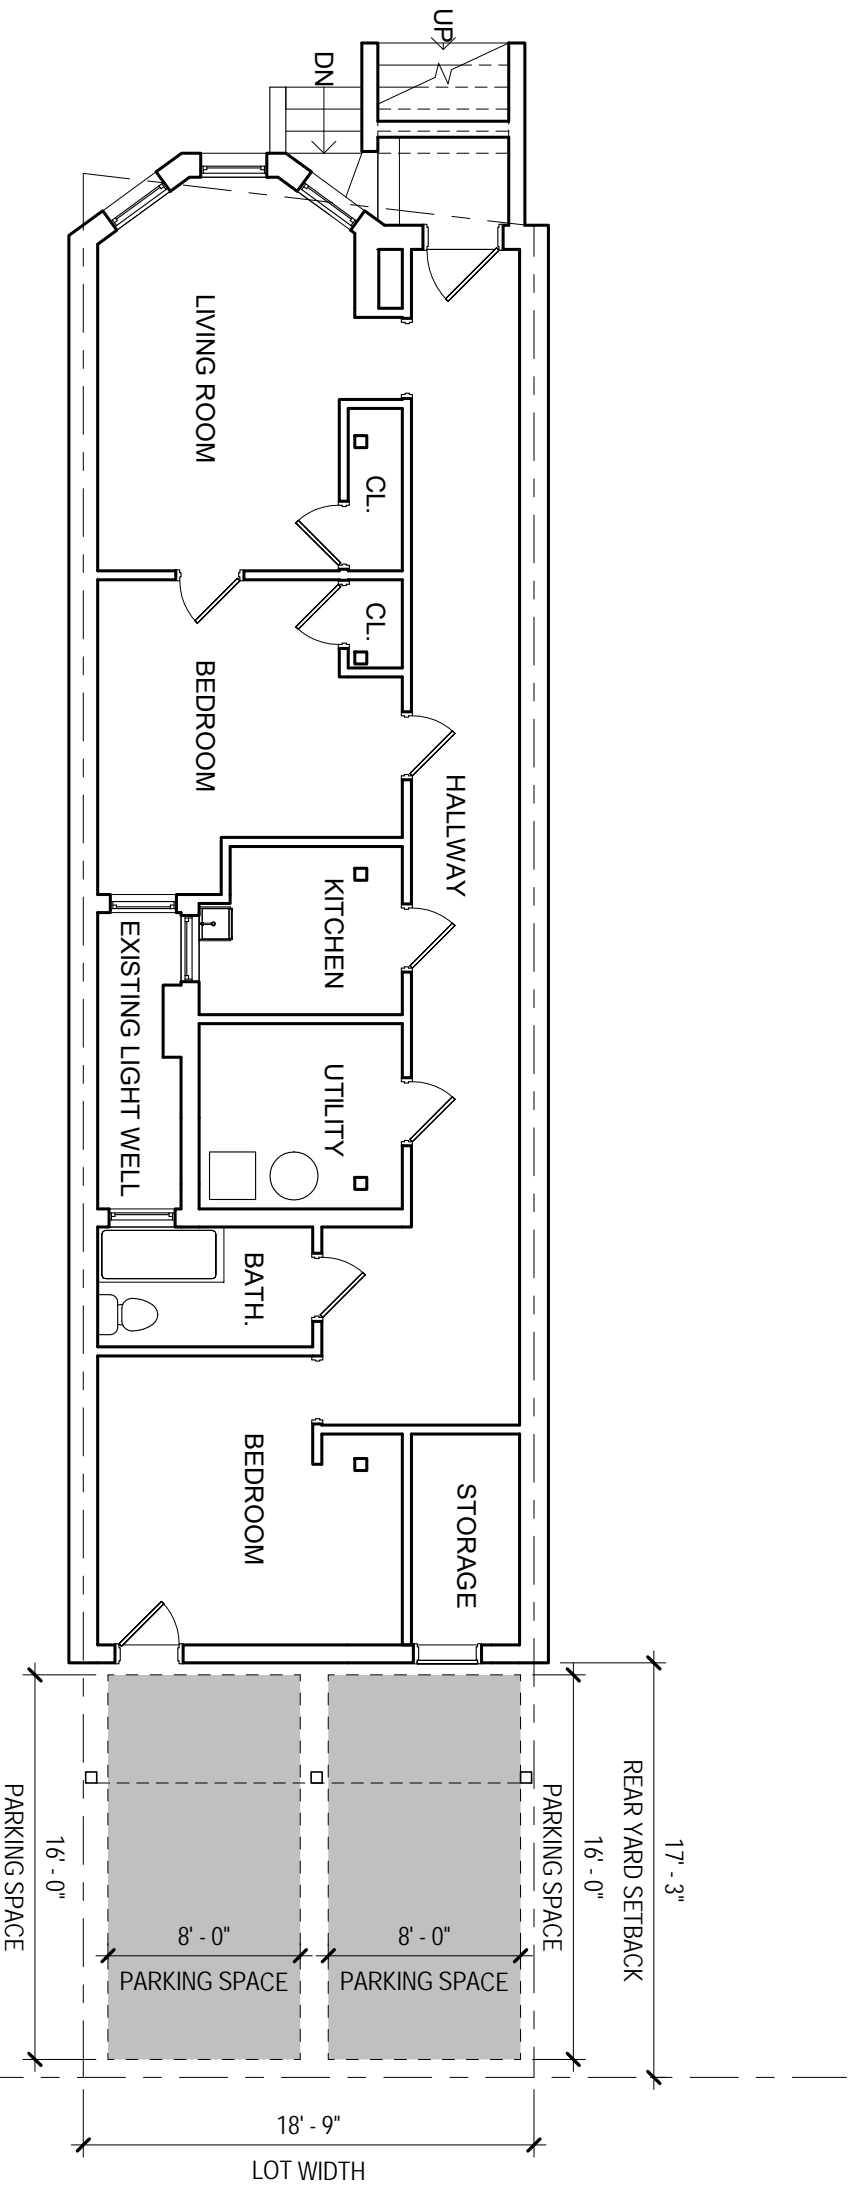 UP
DN
LIVING ROOM
CL.
CL.
BEDROOM
HALLWAY
KITCHEN
EXISTING LIGHT WELL
UTILITY
BATH.
BEDROOM
STORAGE
17' - 3"
REAR YARD SETBACK
16' - 0"
PARKING SPACE
16' - 0"
PARKING SPACE
8' - 0"
PARKING SPACE
8' - 0"
PARKING SPACE
18' - 9"
LOT WIDTH